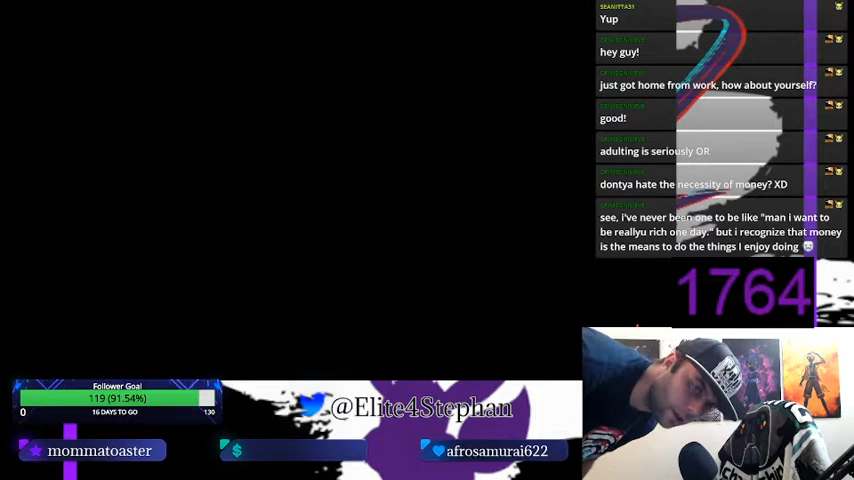 SEANITTA31
Yup
hey guy!
just got home from work, how about yourself?
good!
adulting is seriously OR
dontya hate the necessity of money? XD
see, i've never been one to be like "man i want to
be reallyu rich one day." but i recognize that money
is the means to do the things I enjoy doing
1764
Follower Goal
119 (91.54%)
0
16 DAYS TO GO
130
@Elite4Stephan
mommatoaster
$
afrosamurai622